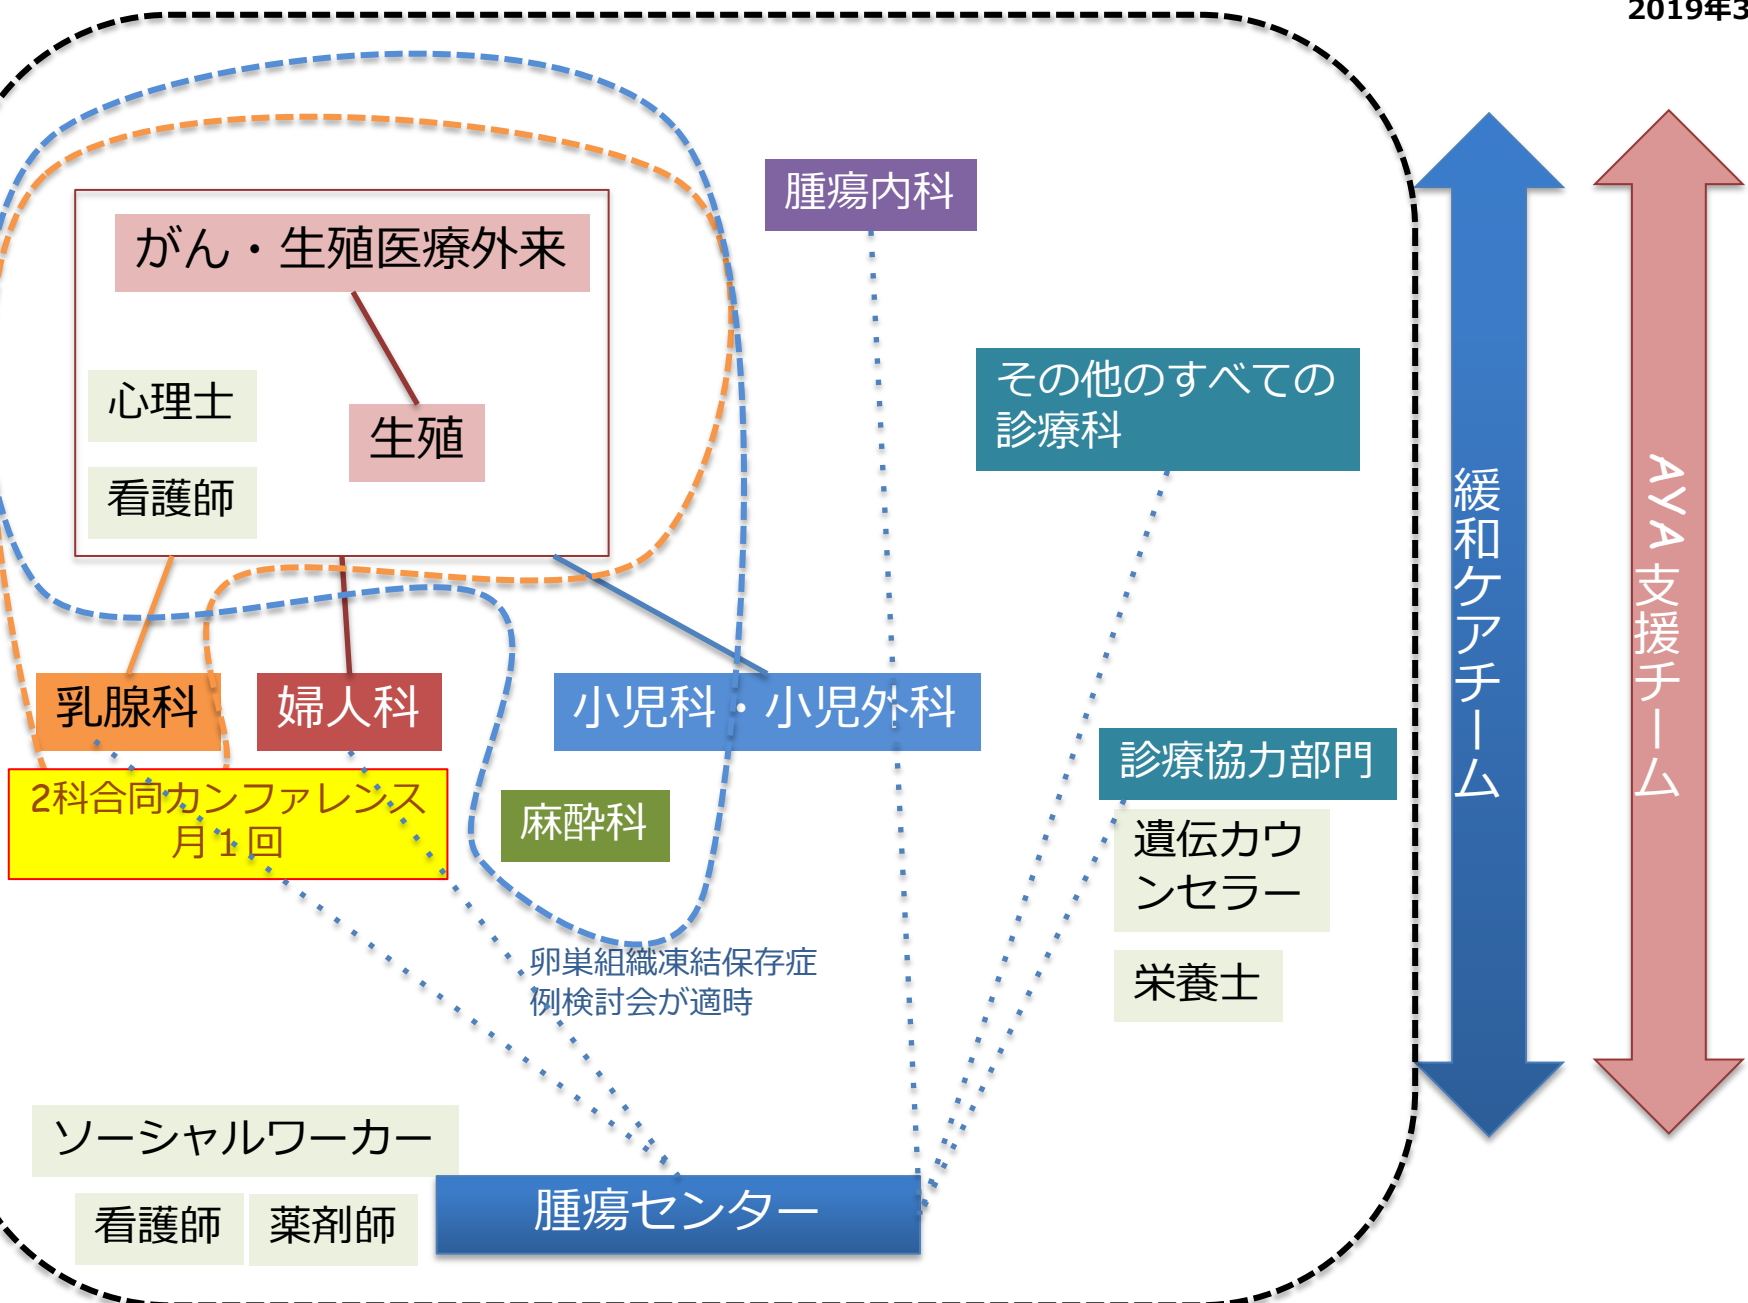 2019年3
腫瘍内科
がん・生殖医療外来
その他のすべての
診療科
心理士
生殖
看護師
緩和ケアチーム
AYA支援チーム
乳腺科
婦人科
小児科・小児外科
診療協力部門
2科合同カンファレンス
月1回
麻酔科
遺伝カウ
ンセラー
卵巣組織凍結保存症
例検討会が適時
栄養士
ソーシャルワーカー
腫瘍センター
看護師
薬剤師